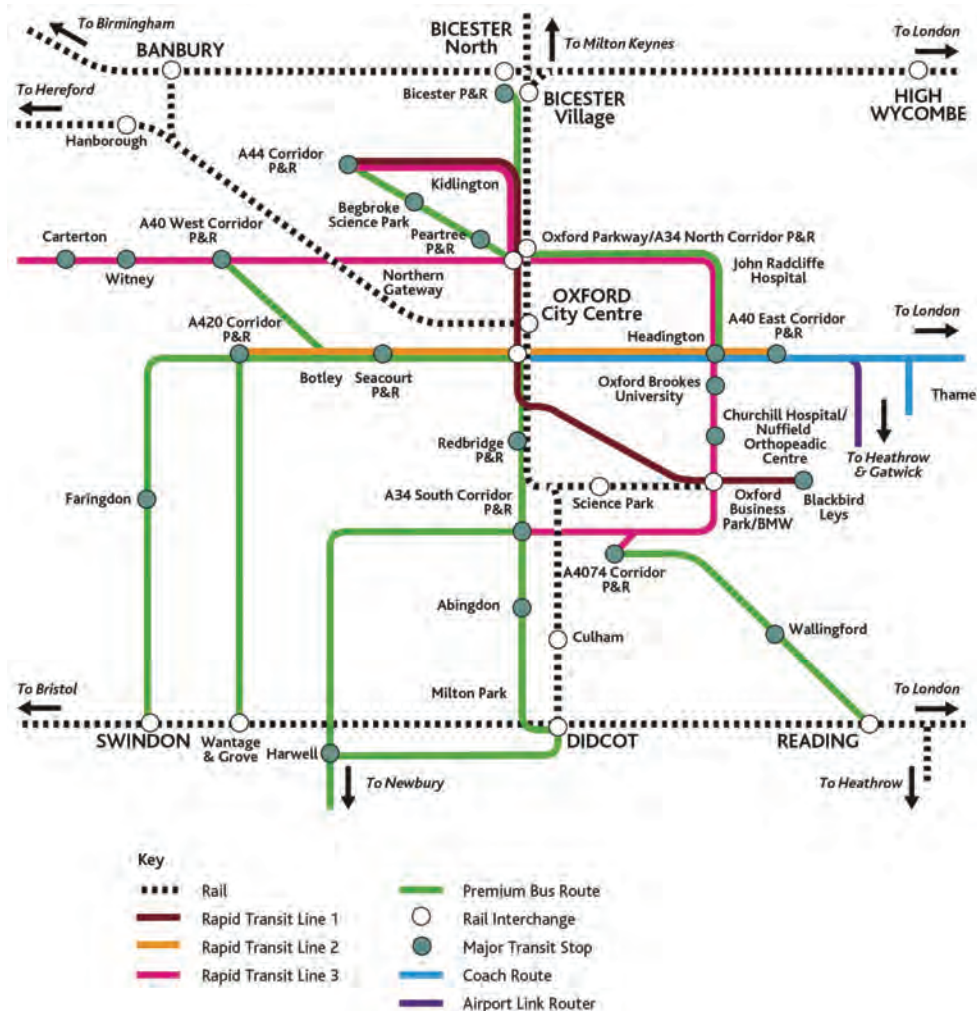 To Birmingham
BANBURY
BICESTER
North
To Milton Keynes
To London
To Hereford
Bicester P&R
BICESTER
Village
HIGH
WYCOMBE
Hanborough
A44 Corridor
P&R
Kidlington
Begbroke
Science Park
Peartree
P&R
Carterton
A40 West Corridor
P&R
Witney
Northern
Gateway
Oxford Parkway/A34 North Corridor P&R
John Radcliffe
Hospital
OXFORD
City Centre
To London
A420 Corridor
P&R
Headington
A40 East Corridor
P&R
Botley
Seacourt
P&R
Oxford Brookes
University
Thame
Churchill Hospital/
Nuffield
Orthopeadic
Centre
Redbridge
P&R
To Heathrow
& Gatwick
Faringdon
A34 South Corridor
P&R
Science Park
Oxford
Business
Park/BMW
Blackbird
Leys
A4074 Corridor
P&R
Abingdon
Culham
Wallingford
To Bristol
Milton Park
To London
SWINDON
Wantage
& Grove
Harwell
DIDCOT
READING
To Newbury
To Heathrow
Key
Rail
Rapid Transit Line 1
Rapid Transit Line 2
Rapid Transit Line 3
Premium Bus Route
Rail Interchange
Major Transit Stop
Coach Route
Airport Link Router